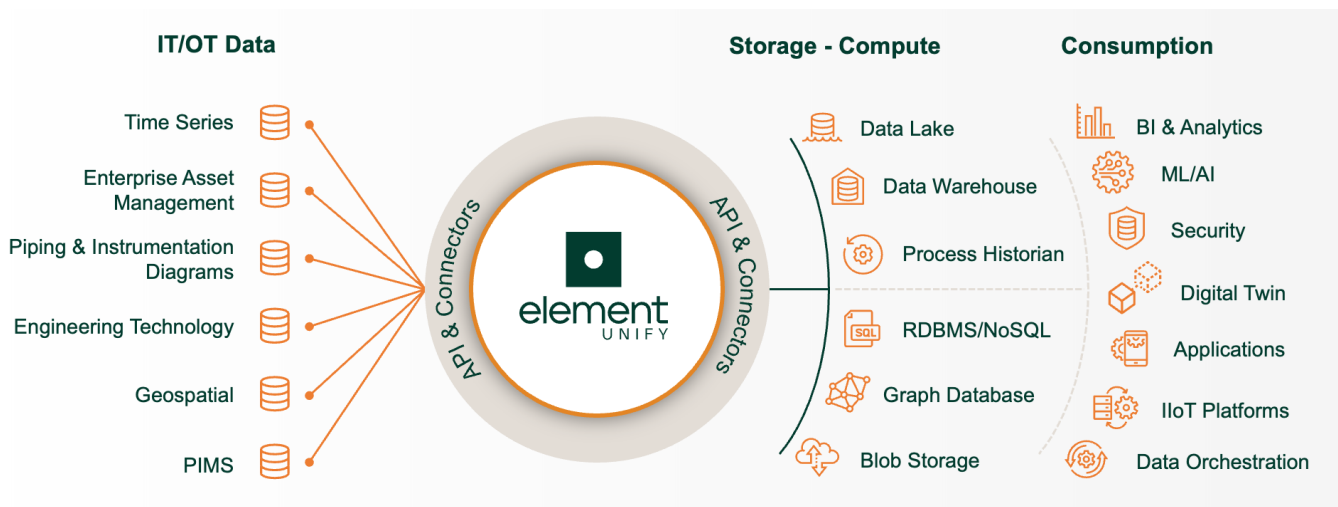 IT/OT Data
Time Series
Enterprise Asset
Management
Piping & Instrumentation
Diagrams
Engineering Technology
Geospatial
PIMS
API & Connectors
element
UNIFY
API & Connectors
Storage - Compute
Data Lake
Data Warehouse
Process Historian
SQL
RDBMS/NoSQL
Graph Database
Blob Storage
Consumption
BI & Analytics
ML/AI
Security
Digital Twin
Applications
IIoT Platforms
Data Orchestration